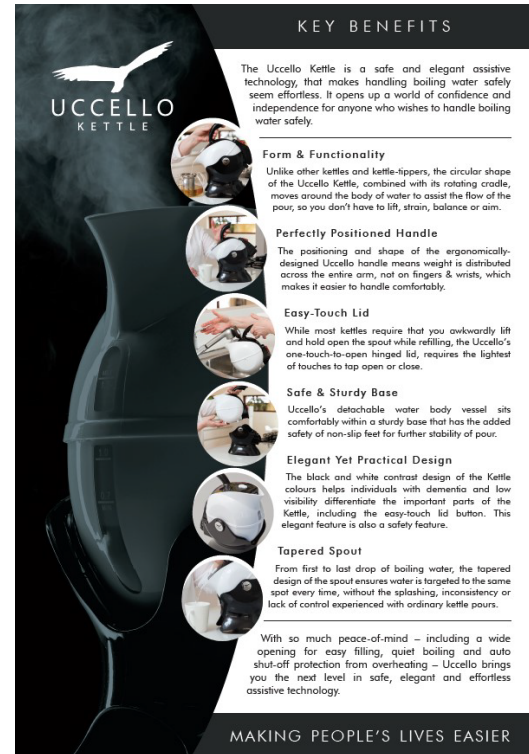 KEY BENEFITS
UCCELLO
KETTLE
The Uccello Kettle is a safe and elegant assistive
technology, that makes handling boiling water safely
seem effortless. It opens up a world of confidence and
independence for anyone who wishes to handle boiling
water safely.
Form & Functionality
Unlike other kettles and kettle-tippers, the circular shape
of the Uccello Kettle, combined with its rotating cradle,
moves around the body of water to assist the flow of the
pour, so you don't have to lift, strain, balance or aim.
Perfectly Positioned Handle
The positioning and shape of the ergonomically-
designed Uccello handle means weight is distributed
across the entire arm, not on fingers & wrists, which
makes it easier to handle comfortably.
Easy-Touch Lid
While most kettles require that you awkwardly lift
and hold open the spout while refilling, the Uccello's
one-touch-to-open hinged lid, requires the lightest
of touches to tap open or close.
Safe & Sturdy Base
Uccello's detachable water body vessel sits
comfortably within a sturdy base that has the added
safety of non-slip feet for further stability of pour.
Elegant Yet Practical Design
The black and white contrast design of the Kettle
colours helps individuals with dementia and low
visibility differentiate the important parts of the
Kettle, including the easy-touch lid button. This
elegant feature is also a safety feature.
Tapered Spout
From first to last drop of boiling water, the tapered
design of the spout ensures water is targeted to the same
spot every time, without the splashing, inconsistency or
lack of control experienced with ordinary kettle pours.
With so much peace-of-mind – including a wide
opening for easy filling, quiet boiling and auto
shut-off protection from overheating – Uccello brings
you the next level in safe, elegant and effortless
assistive technology.
MAKING PEOPLE'S LIVES EASIER